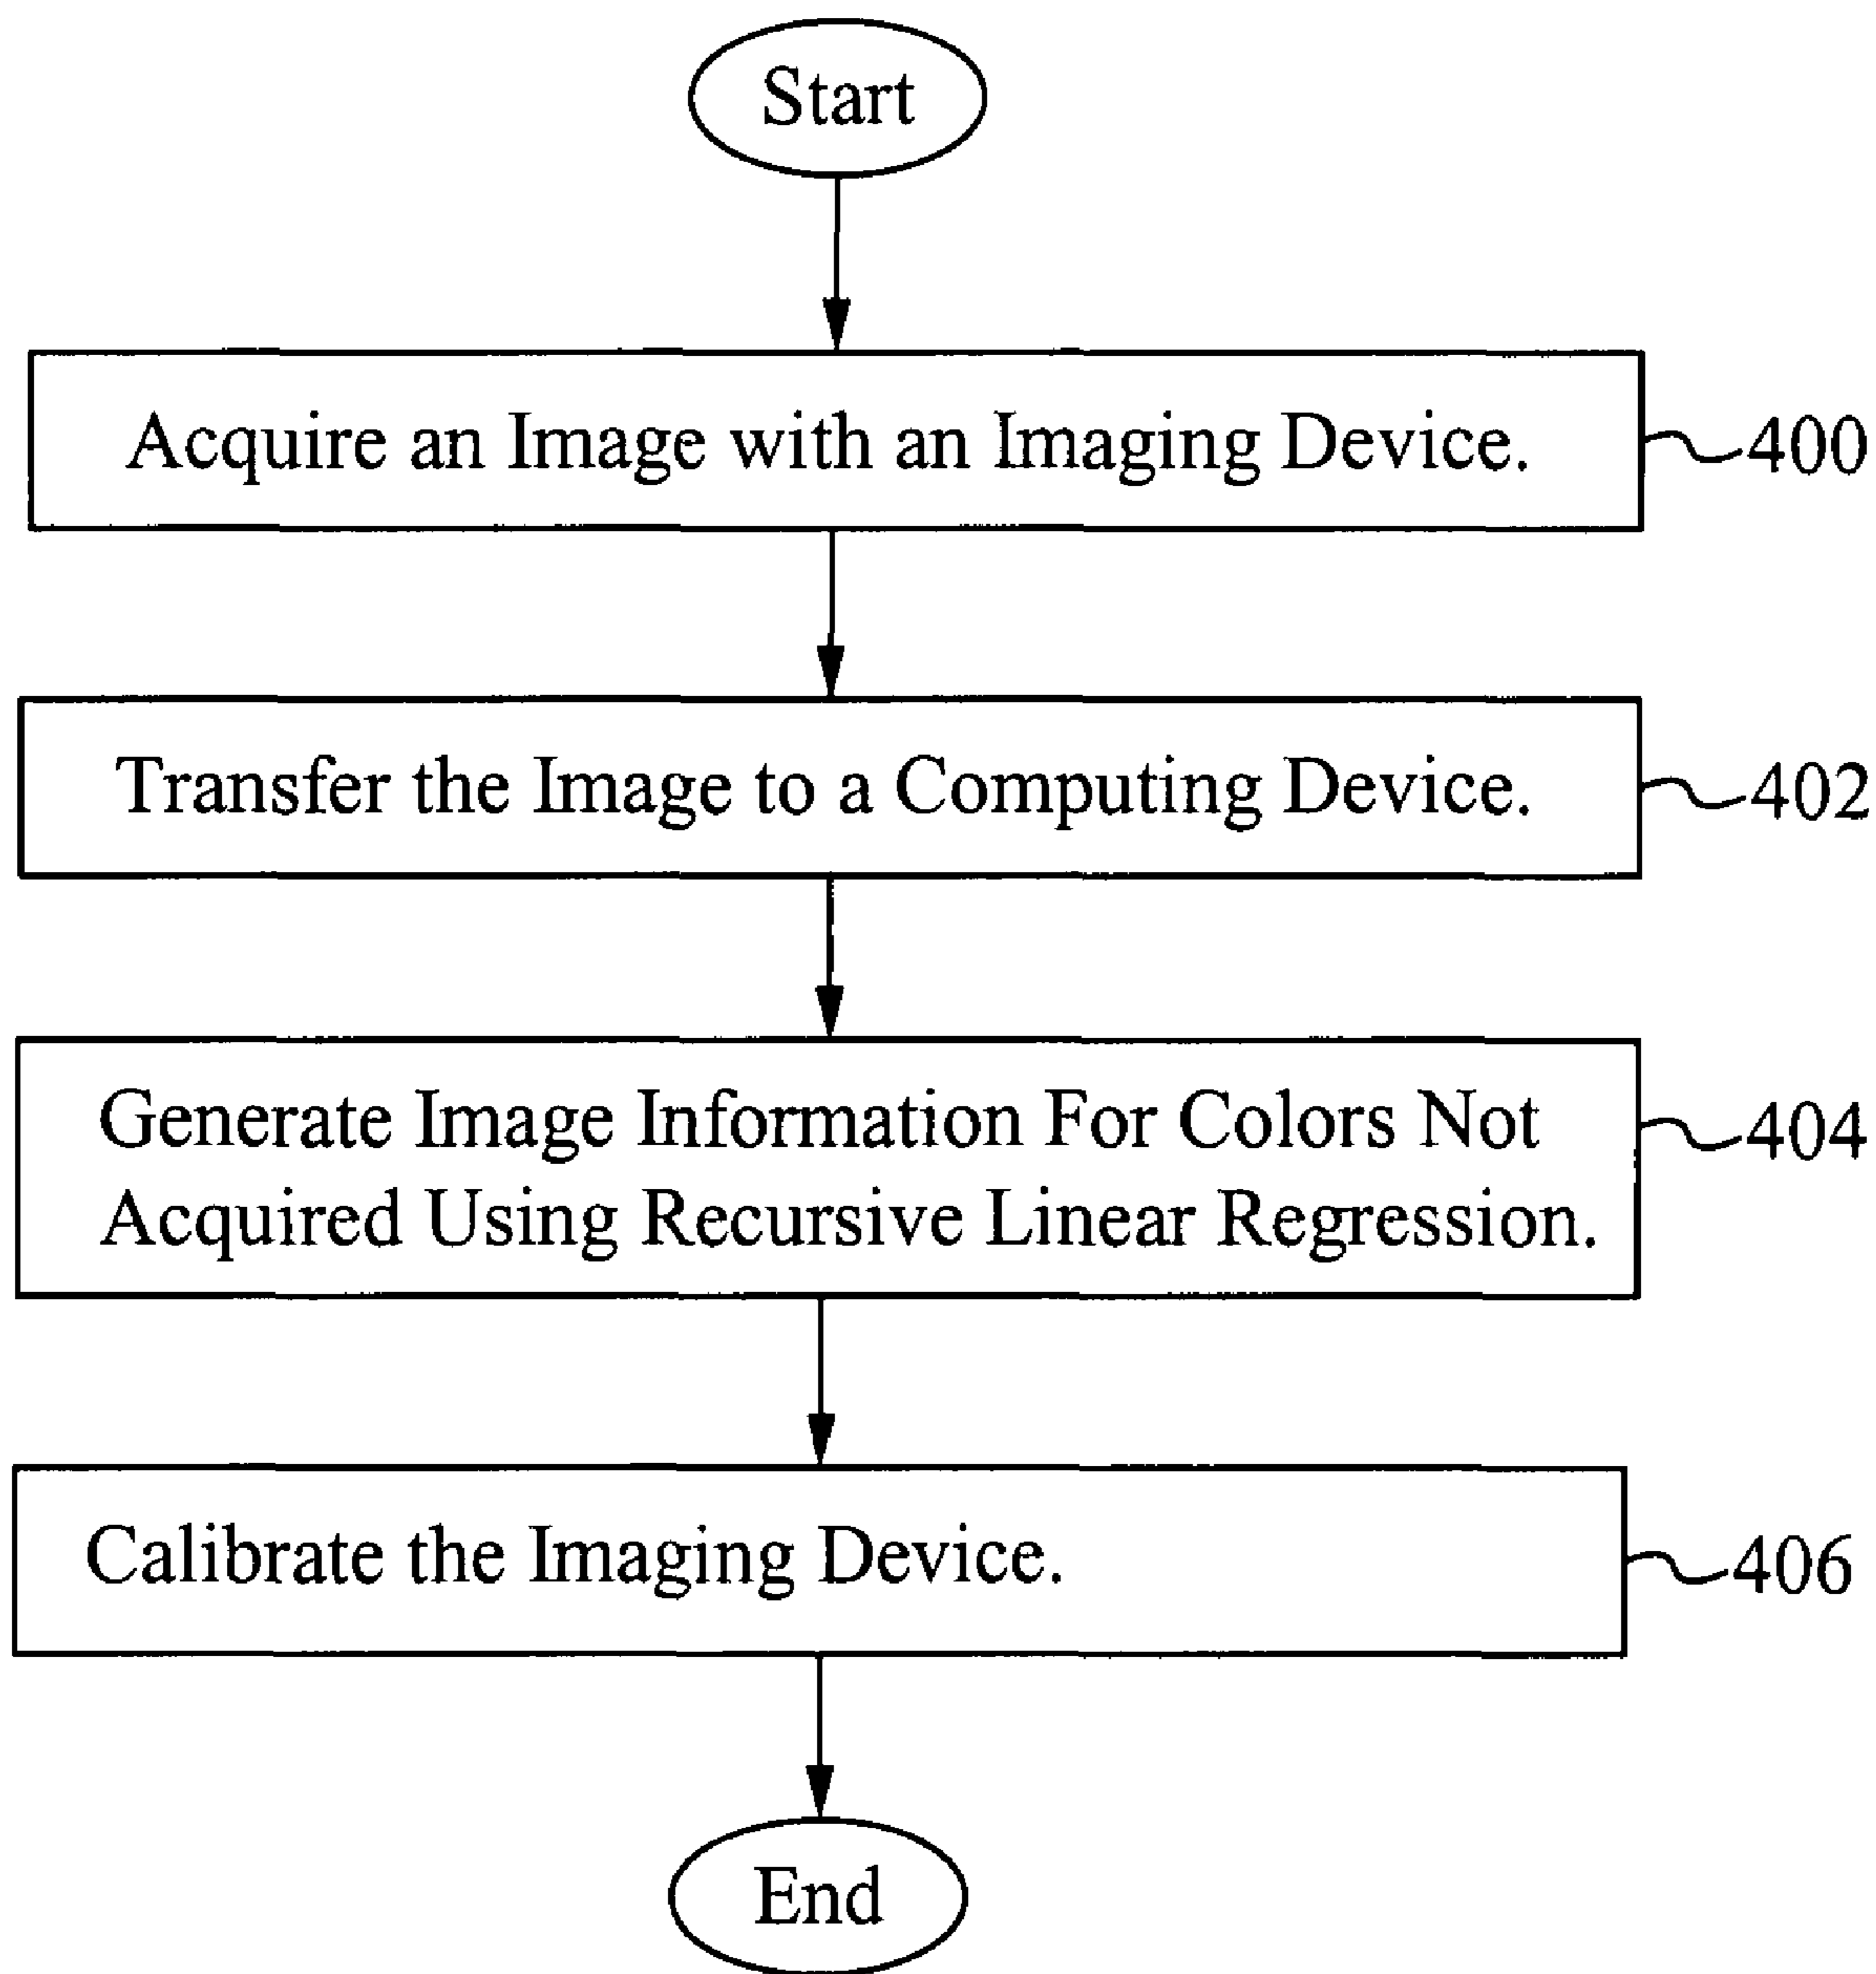 Start
Acquire an Image with an Imaging Device.
400
Transfer the Image to a Computing Device.
402
Generate Image Information For Colors Not
Acquired Using Recursive Linear Regression.
404
Calibrate the Imaging Device.
406
End